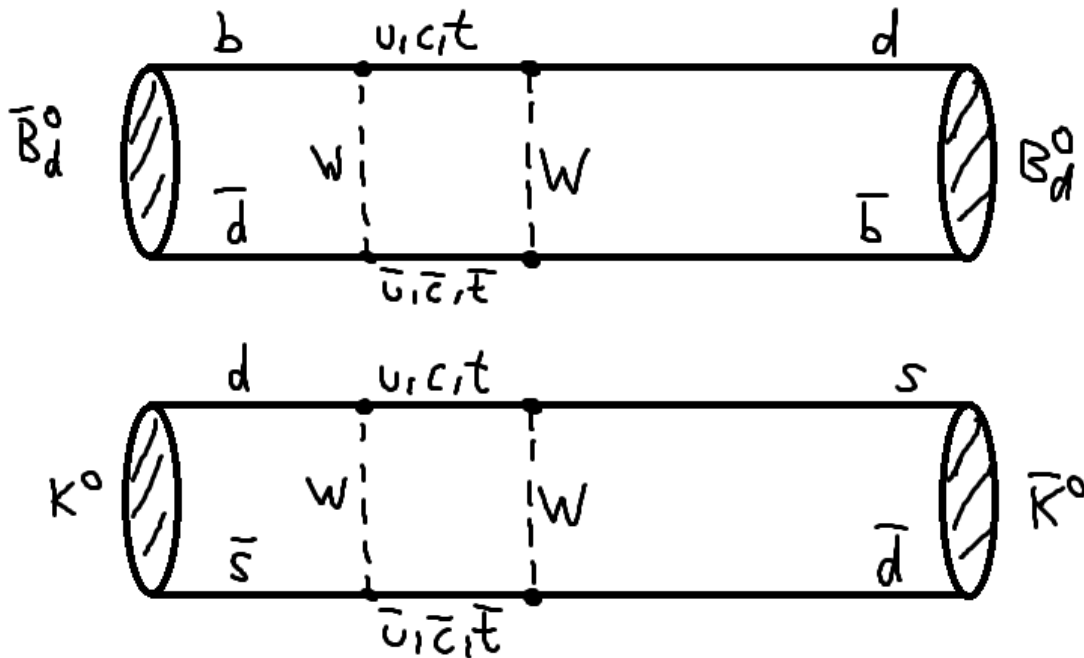 b u,c,t d
B̄⁰_d W W B⁰_d
d̄ b̄
ū,c̄,t̄
d u,c,t s
K⁰ W W K̄⁰
s̄ d̄
ū,c̄,t̄